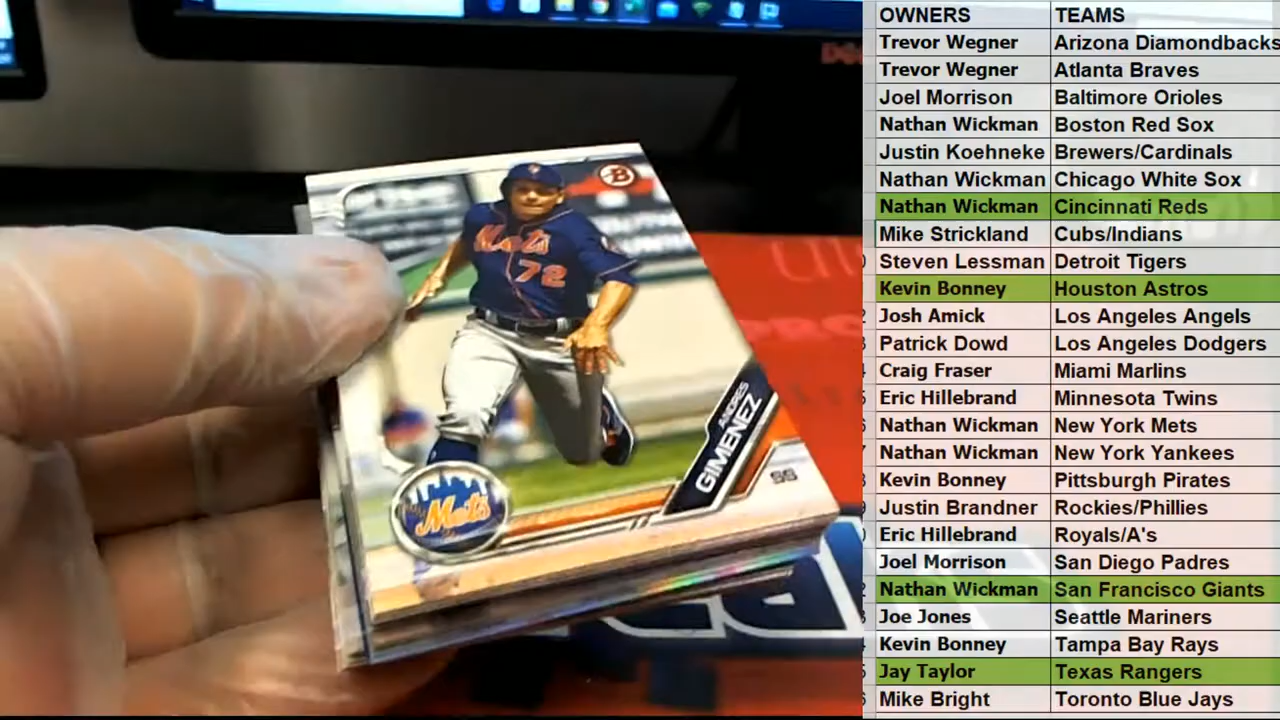 OWNERS TEAMS
Trevor Wegner Arizona Diamondbacks
Trevor Wegner Atlanta Braves
Joel Morrison Baltimore Orioles
Nathan Wickman Boston Red Sox
Justin Koehneke Brewers/Cardinals
Nathan Wickman Chicago White Sox
Nathan Wickman Cincinnati Reds
Mike Strickland Cubs/Indians
Steven Lessman Detroit Tigers
Kevin Bonney Houston Astros
Josh Amick Los Angeles Angels
Patrick Dowd Los Angeles Dodgers
Craig Fraser Miami Marlins
Eric Hillebrand Minnesota Twins
Nathan Wickman New York Mets
Nathan Wickman New York Yankees
Kevin Bonney Pittsburgh Pirates
Justin Brandner Rockies/Phillies
Eric Hillebrand Royals/A's
Joel Morrison San Diego Padres
Nathan Wickman San Francisco Giants
Joe Jones Seattle Mariners
Kevin Bonney Tampa Bay Rays
Jay Taylor Texas Rangers
Mike Bright Toronto Blue Jays
B
Mets
72
ANDRES
GIMENEZ
SS
Mets